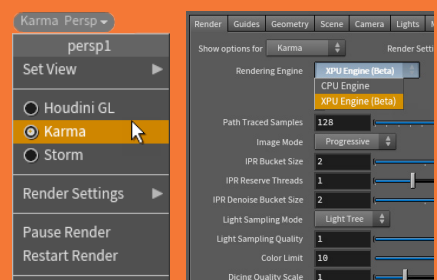 Karma Persp
persp1
Set View
Houdini GL
Karma
Storm
Render Settings
Pause Render
Restart Render
Render Guides Geometry Scene Camera Lights
Show options for Karma Render
Rendering Engine XPU Engine (Beta)
CPU Engine
XPU Engine (Beta)
Path Traced Samples 128
Image Mode Progressive
IPR Bucket Size 2
IPR Reserve Threads 1
IPR Denoise Bucket Size 2
Light Sampling Mode Light Tree
Light Sampling Quality 1
Color Limit 10
Dicing Quality Scale 1